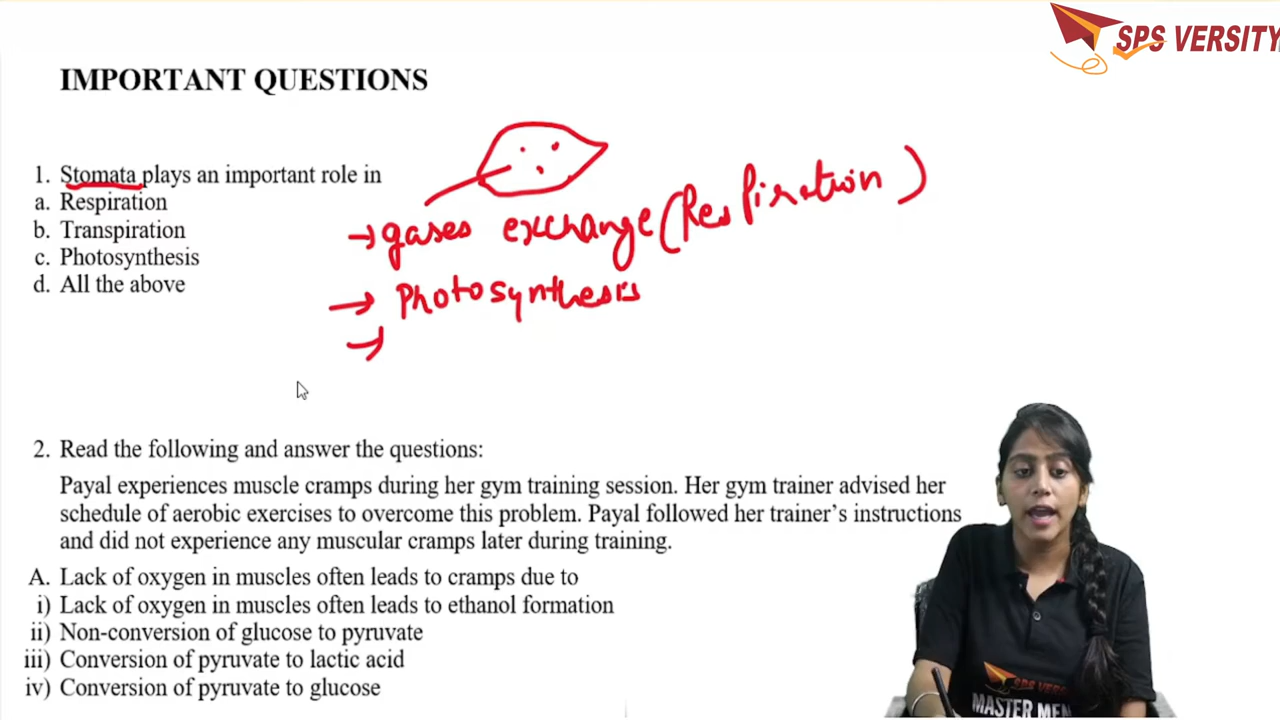 SPS VERSITY
IMPORTANT QUESTIONS
1. Stomata plays an important role in
a. Respiration
b. Transpiration
c. Photosynthesis
d. All the above
→ gases exchange (Respiration)
→ Photosynthesis
→
2. Read the following and answer the questions:
Payal experiences muscle cramps during her gym training session. Her gym trainer advised her
schedule of aerobic exercises to overcome this problem. Payal followed her trainer's instructions
and did not experience any muscular cramps later during training.
A. Lack of oxygen in muscles often leads to cramps due to
i) Lack of oxygen in muscles often leads to ethanol formation
ii) Non-conversion of glucose to pyruvate
iii) Conversion of pyruvate to lactic acid
iv) Conversion of pyruvate to glucose
SPS
MASTER